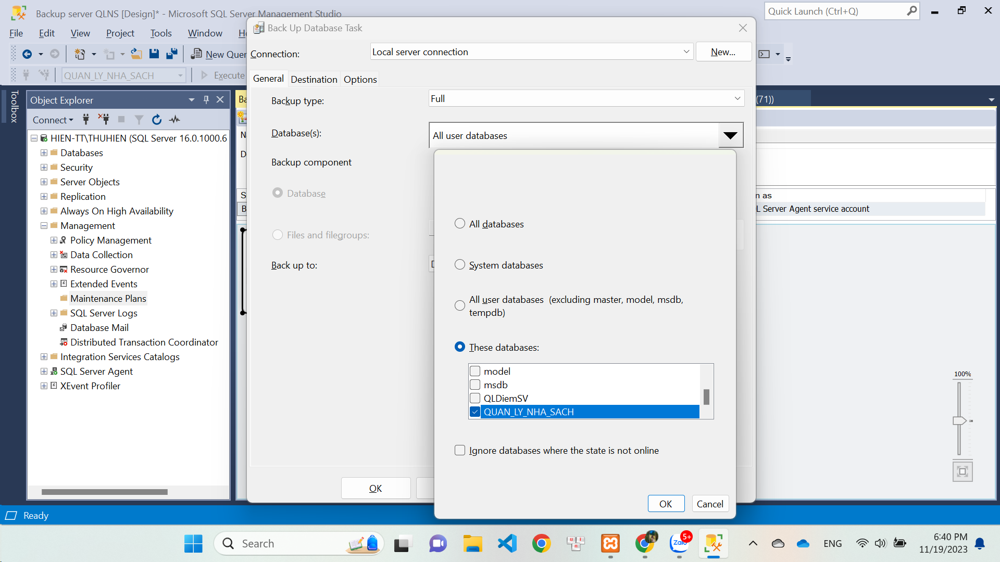 Backup server QLNS [Design]* - Microsoft SQL Server Management Studio
Quick Launch (Ctrl+Q)
File Edit View Project Tools Window
New Quer
QUAN_LY_NHA_SACH
Execute
Toolbox
Object Explorer
Connect
HIEN-TT\THUHIEN (SQL Server 16.0.1000.6
Databases
Security
Server Objects
Replication
Always On High Availability
Management
Policy Management
Data Collection
Resource Governor
Extended Events
Maintenance Plans
SQL Server Logs
Database Mail
Distributed Transaction Coordinator
Integration Services Catalogs
SQL Server Agent
XEvent Profiler
Back Up Database Task
Connection:
Local server connection
New...
General Destination Options
Backup type:
Full
Database(s):
All user databases
Backup component
Database
Files and filegroups:
Back up to:
OK
All databases
System databases
All user databases (excluding master, model, msdb,
tempdb)
These databases:
model
msdb
QLDiemSV
QUAN_LY_NHA_SACH
Ignore databases where the state is not online
OK
Cancel
(71))
n as
L Server Agent service account
100%
Ready
Search
Zalo
5+
ENG
6:40 PM
11/19/2023